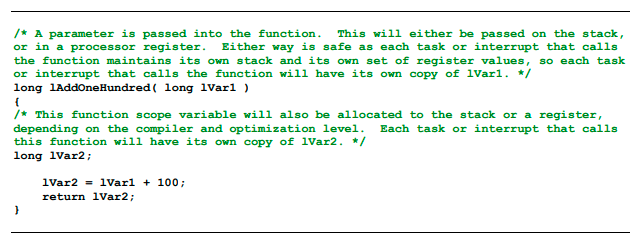 /* A parameter is passed into the function.  This will either be passed on the stack,
or in a processor register.  Either way is safe as each task or interrupt that calls
the function maintains its own stack and its own set of register values, so each task
or interrupt that calls the function will have its own copy of lVar1. */
long lAddOneHundred( long lVar1 )
{
/* This function scope variable will also be allocated to the stack or a register,
depending on the compiler and optimization level.  Each task or interrupt that calls
this function will have its own copy of lVar2. */
long lVar2;
    lVar2 = lVar1 + 100;
    return lVar2;
}